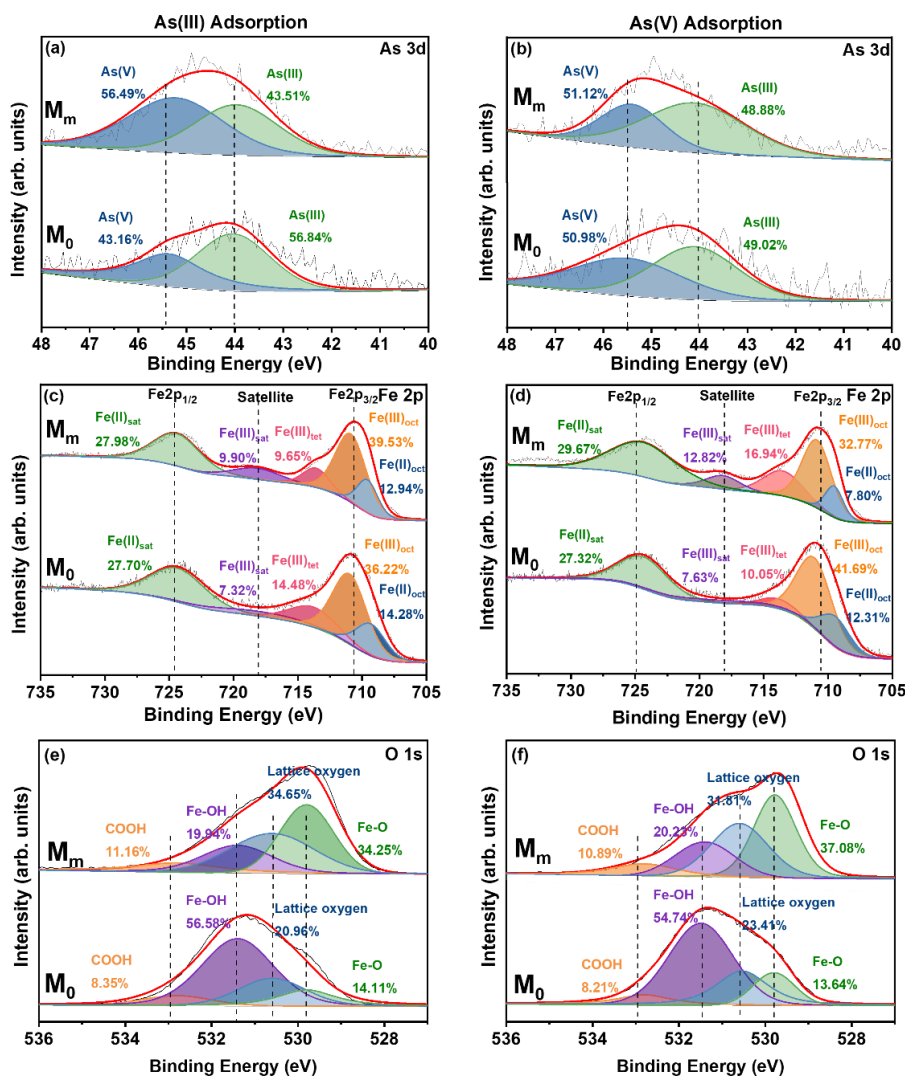 As(III) Adsorption
As(V) Adsorption
(a)
As 3d
As(V)
56.49%
As(III)
43.51%
Mm
As(V)
43.16%
As(III)
56.84%
M0
Intensity (arb. units)
48 47 46 45 44 43 42 41 40
Binding Energy (eV)
(b)
As 3d
As(V)
51.12%
As(III)
48.88%
Mm
As(V)
50.98%
As(III)
49.02%
M0
Intensity (arb. units)
48 47 46 45 44 43 42 41 40
Binding Energy (eV)
(c)
Fe2p1/2
Satellite
Fe2p3/2
Fe 2p
Mm
Fe(II)sat
27.98%
Fe(III)sat
9.90%
Fe(III)tet
9.65%
Fe(III)oct
39.53%
Fe(II)oct
12.94%
M0
Fe(II)sat
27.70%
Fe(III)sat
7.32%
Fe(III)tet
14.48%
Fe(III)oct
36.22%
Fe(II)oct
14.28%
Intensity (arb. units)
735 730 725 720 715 710 705
Binding Energy (eV)
(d)
Fe2p1/2
Satellite
Fe2p3/2
Fe 2p
Mm
Fe(II)sat
29.67%
Fe(III)sat
12.82%
Fe(III)tet
16.94%
Fe(III)oct
32.77%
Fe(II)oct
7.80%
M0
Fe(II)sat
27.32%
Fe(III)sat
7.63%
Fe(III)tet
10.05%
Fe(III)oct
41.69%
Fe(II)oct
12.31%
Intensity (arb. units)
735 730 725 720 715 710 705
Binding Energy (eV)
(e)
O 1s
Lattice oxygen
34.65%
Fe-OH
19.94%
COOH
11.16%
Fe-O
34.25%
Mm
Fe-OH
56.58%
Lattice oxygen
20.96%
COOH
8.35%
Fe-O
14.11%
M0
Intensity (arb. units)
536 534 532 530 528
Binding Energy (eV)
(f)
O 1s
Lattice oxygen
31.81%
Fe-OH
20.23%
COOH
10.89%
Fe-O
37.08%
Mm
Fe-OH
54.74%
Lattice oxygen
23.41%
COOH
8.21%
Fe-O
13.64%
M0
Intensity (arb. units)
536 534 532 530 528
Binding Energy (eV)